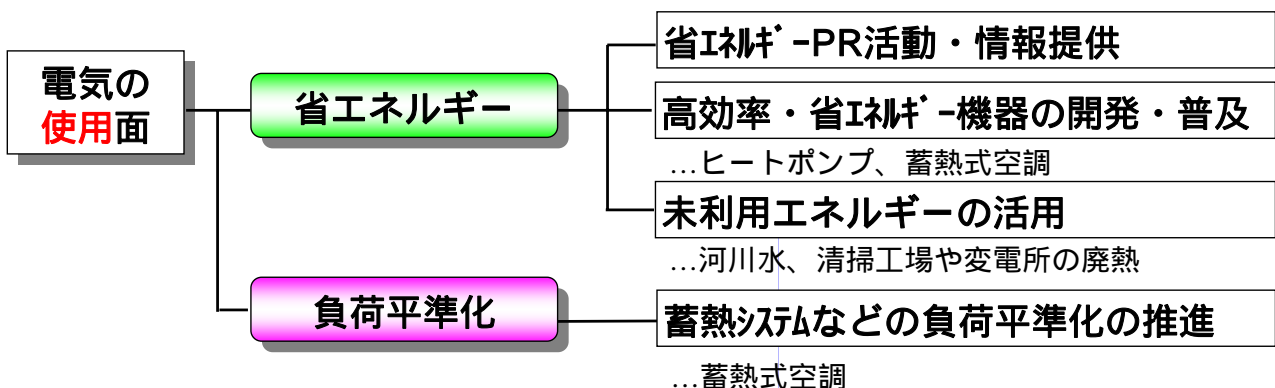 電気の
使用面
省エネルギー
省ｴﾈﾙｷﾞｰPR活動・情報提供
高効率・省ｴﾈﾙｷﾞｰ機器の開発・普及
…ヒートポンプ、蓄熱式空調
未利用エネルギーの活用
…河川水、清掃工場や変電所の廃熱
負荷平準化
蓄熱ｼｽﾃﾑなどの負荷平準化の推進
…蓄熱式空調